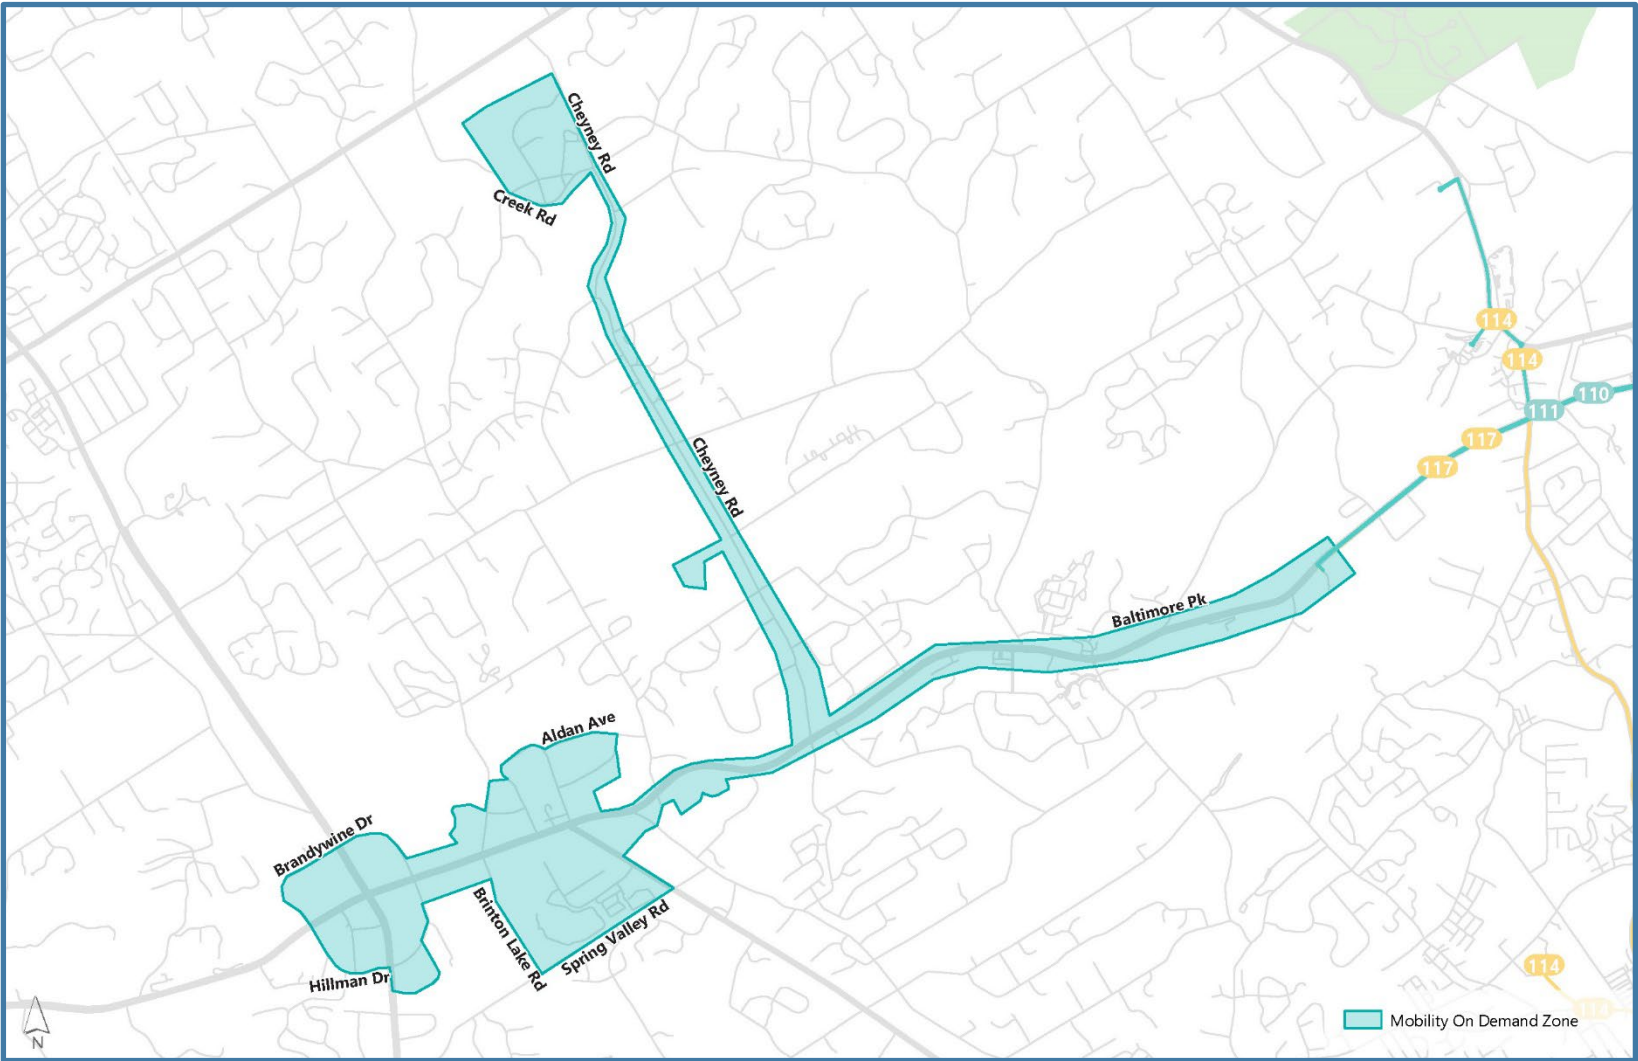 Cheyney Rd
Creek Rd
114
114
110
111
117
117
Cheyney Rd
Baltimore Pk
Aldan Ave
Brandywine Dr
Brinton Lake Rd
Spring Valley Rd
Hillman Dr
114
N
Mobility On Demand Zone